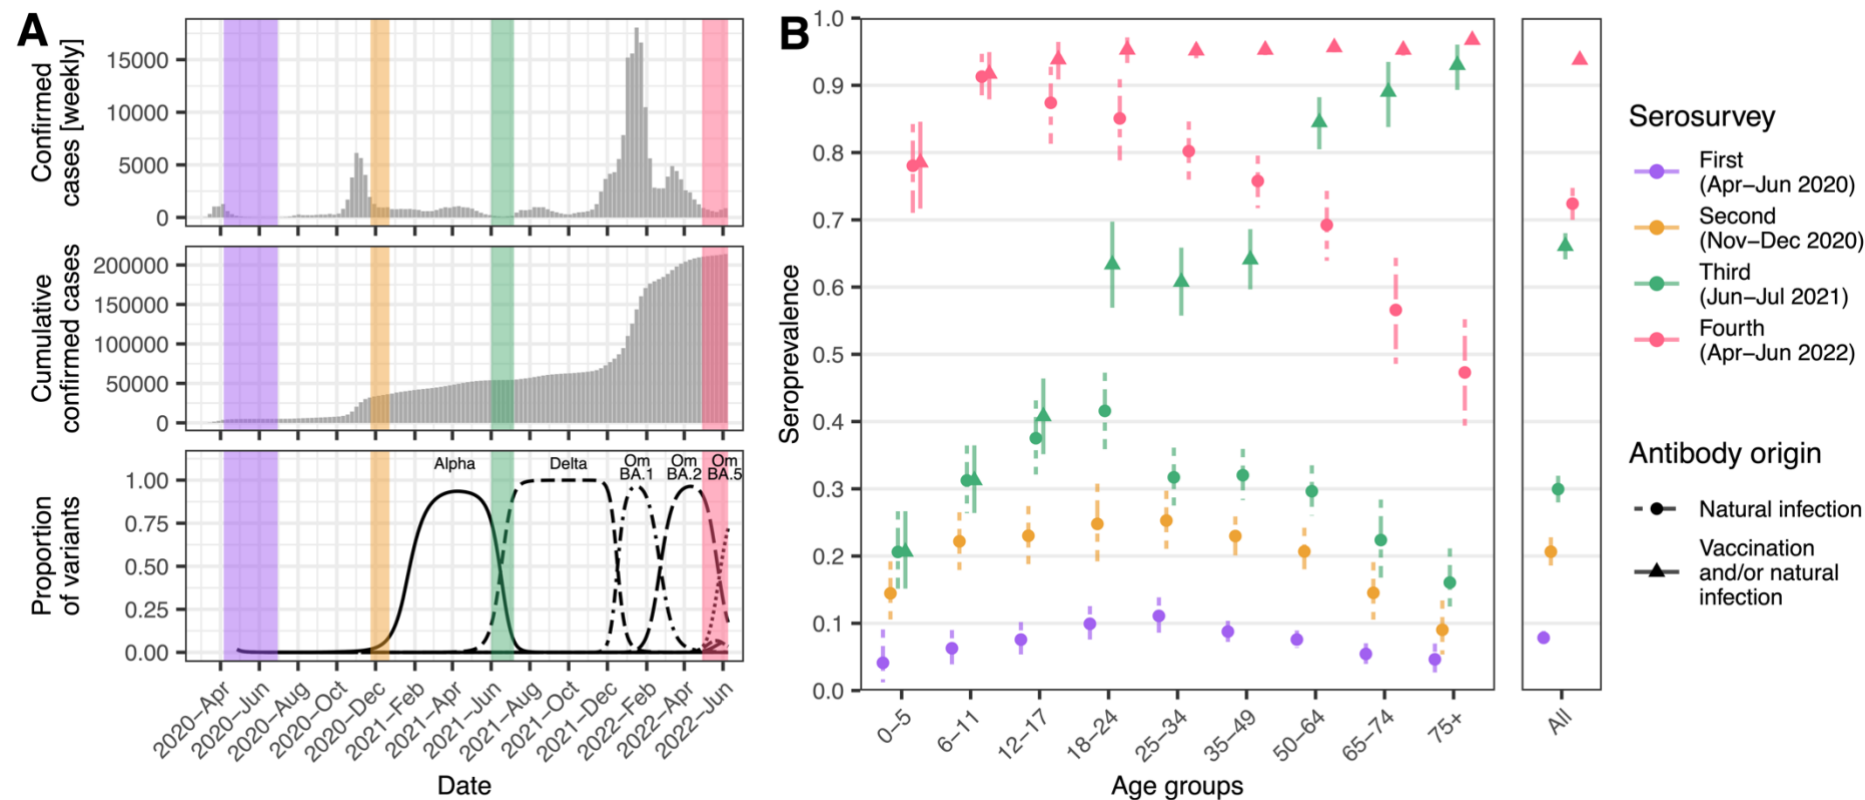 A
Confirmed
cases [weekly]
15000
10000
5000
0
Cumulative
confirmed cases
200000
150000
100000
50000
0
Proportion
of variants
1.00
0.75
0.50
0.25
0.00
Alpha
Delta
Om
BA.1
Om
BA.2
Om
BA.5
2020–Apr
2020–Jun
2020–Aug
2020–Oct
2020–Dec
2021–Feb
2021–Apr
2021–Jun
2021–Aug
2021–Oct
2021–Dec
2022–Feb
2022–Apr
2022–Jun
Date
B
Seroprevalence
1.0
0.9
0.8
0.7
0.6
0.5
0.4
0.3
0.2
0.1
0.0
0–5
6–11
12–17
18–24
25–34
35–49
50–64
65–74
75+
All
Age groups
Serosurvey
First
(Apr–Jun 2020)
Second
(Nov–Dec 2020)
Third
(Jun–Jul 2021)
Fourth
(Apr–Jun 2022)
Antibody origin
Natural infection
Vaccination
and/or natural
infection